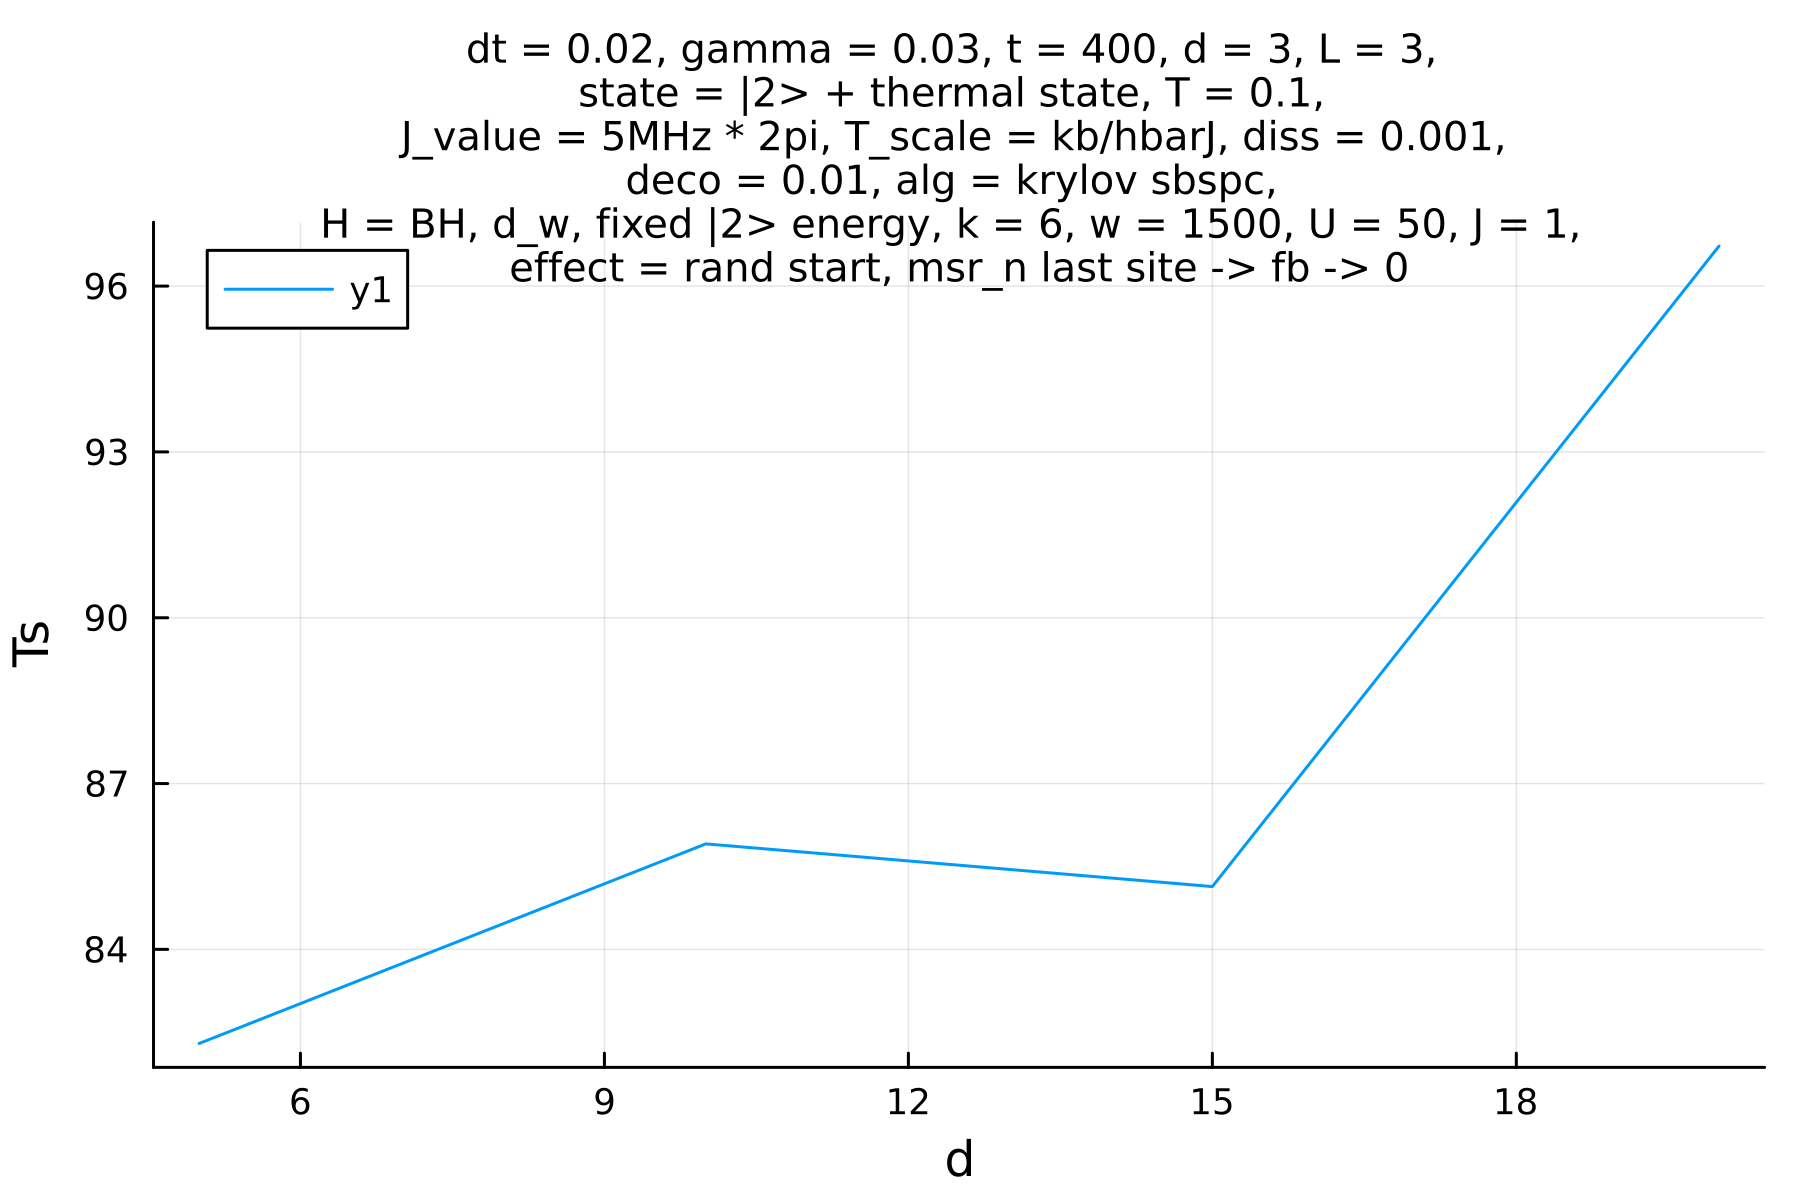 dt = 0.02, gamma = 0.03, t = 400, d = 3, L = 3,
state = |2> + thermal state, T = 0.1,
J_value = 5MHz * 2pi, T_scale = kb/hbarJ, diss = 0.001,
deco = 0.01, alg = krylov sbspc,
H = BH, d_w, fixed |2> energy, k = 6, w = 1500, U = 50, J = 1,
effect = rand start, msr_n last site -> fb -> 0
y1
96
93
90
87
84
Ts
6 9 12 15 18
d